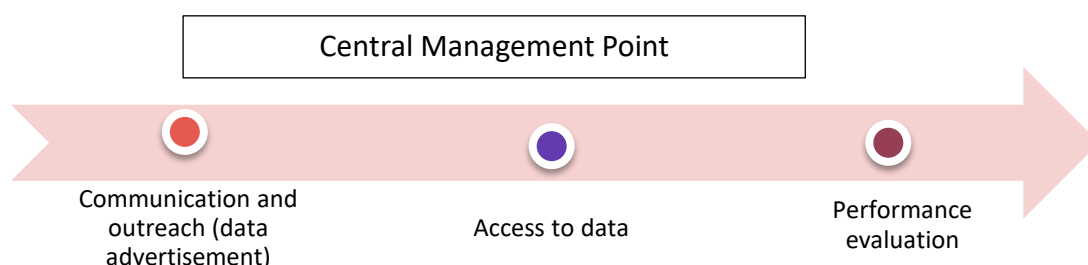 Central Management Point
Communication and
outreach (data
advertisement)
Access to data
Performance
evaluation